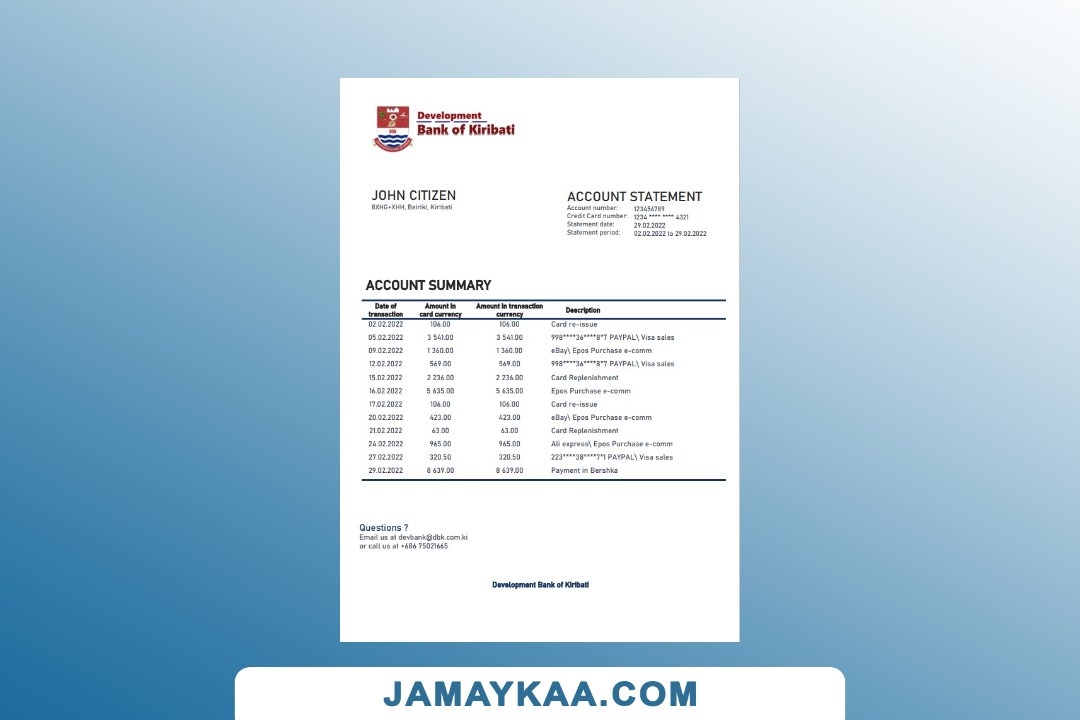 Development
Bank of Kiribati
JOHN CITIZEN
8XHG+XHH, Bairiki, Kiribati
ACCOUNT STATEMENT
Account number: 123456789
Credit Card number: 1234 **** **** 4321
Statement date: 29.02.2022
Statement period: 02.02.2022 to 29.02.2022
ACCOUNT SUMMARY
Date of transaction Amount in card currency Amount in transaction currency Description
02.02.2022 106.00 106.00 Card re-issue
05.02.2022 3 541.00 3 541.00 998****36****8*7 PAYPAL\ Visa sales
09.02.2022 1 360.00 1 360.00 eBay\ Epos Purchase e-comm
12.02.2022 569.00 569.00 998****36****8*7 PAYPAL\ Visa sales
15.02.2022 2 236.00 2 236.00 Card Replenishment
16.02.2022 5 635.00 5 635.00 Epos Purchase e-comm
17.02.2022 106.00 106.00 Card re-issue
20.02.2022 423.00 423.00 eBay\ Epos Purchase e-comm
21.02.2022 63.00 63.00 Card Replenishment
24.02.2022 965.00 965.00 Ali express\ Epos Purchase e-comm
27.02.2022 320.50 320.50 223****38****7*1 PAYPAL\ Visa sales
29.02.2022 8 639.00 8 639.00 Payment in Bershka
Questions ?
Email us at devbank@dbk.com.ki
or call us at +686 75021665
Development Bank of Kiribati
JAMAYKAA.COM